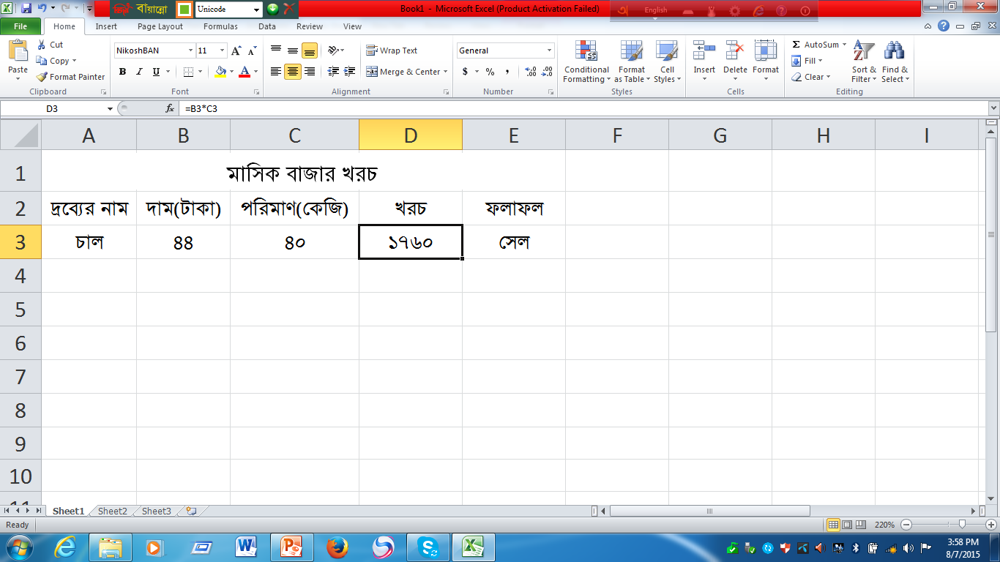 বায়ান্নো Unicode Book1 - Microsoft Excel (Product Activation Failed) English
File Home Insert Page Layout Formulas Data Review View
Paste Cut Copy Format Painter Clipboard
NikoshBAN 11 B I U Font
Wrap Text Merge & Center Alignment
General $ % , Number
Conditional Formatting Format as Table Cell Styles Styles
Insert Delete Format Cells
Σ AutoSum Fill Clear Sort & Filter Find & Select Editing
D3 fx =B3*C3
A B C D E F G H I
1 মাসিক বাজার খরচ
2 দ্রব্যের নাম দাম(টাকা) পরিমাণ(কেজি) খরচ ফলাফল
3 চাল ৪৪ ৪০ ১৭৬০ সেল
4
5
6
7
8
9
10
11
Sheet1 Sheet2 Sheet3
Ready 220%
3:58 PM
8/7/2015